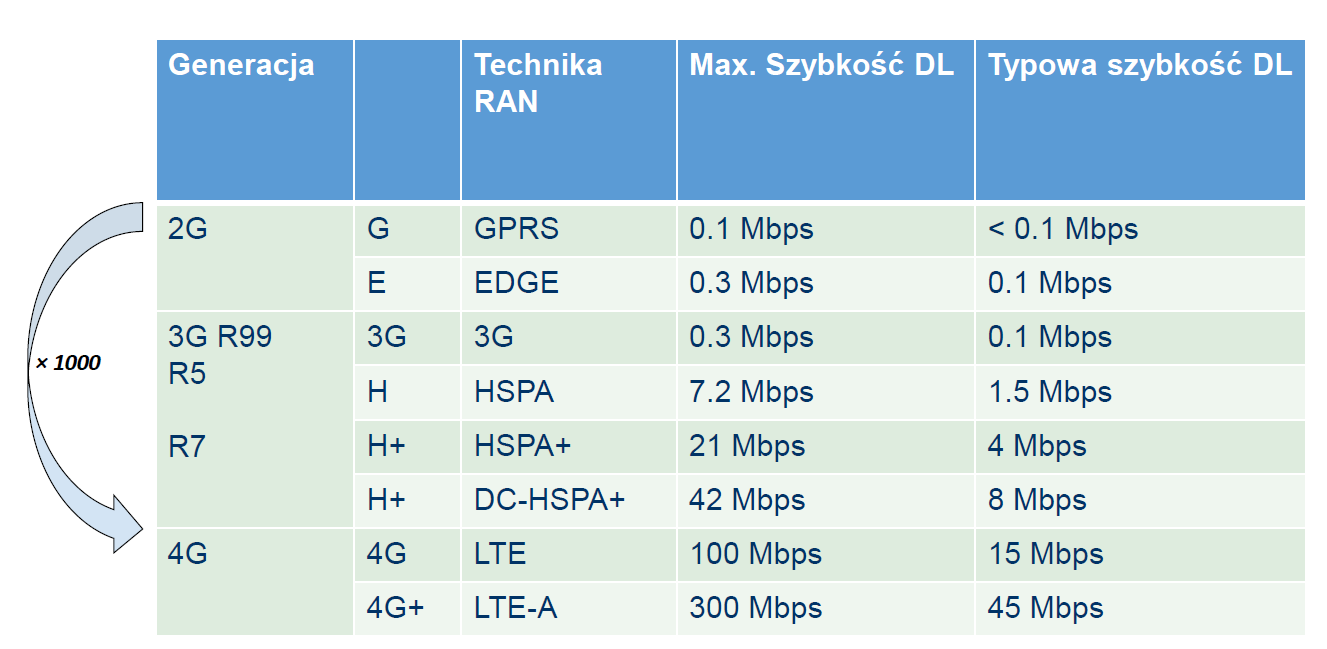 Generacja
Technika RAN
Max. Szybkość DL
Typowa szybkość DL
2G
G
GPRS
0.1 Mbps
< 0.1 Mbps
E
EDGE
0.3 Mbps
0.1 Mbps
3G R99
R5
R7
3G
3G
0.3 Mbps
0.1 Mbps
× 1000
H
HSPA
7.2 Mbps
1.5 Mbps
H+
HSPA+
21 Mbps
4 Mbps
H+
DC-HSPA+
42 Mbps
8 Mbps
4G
4G
LTE
100 Mbps
15 Mbps
4G+
LTE-A
300 Mbps
45 Mbps